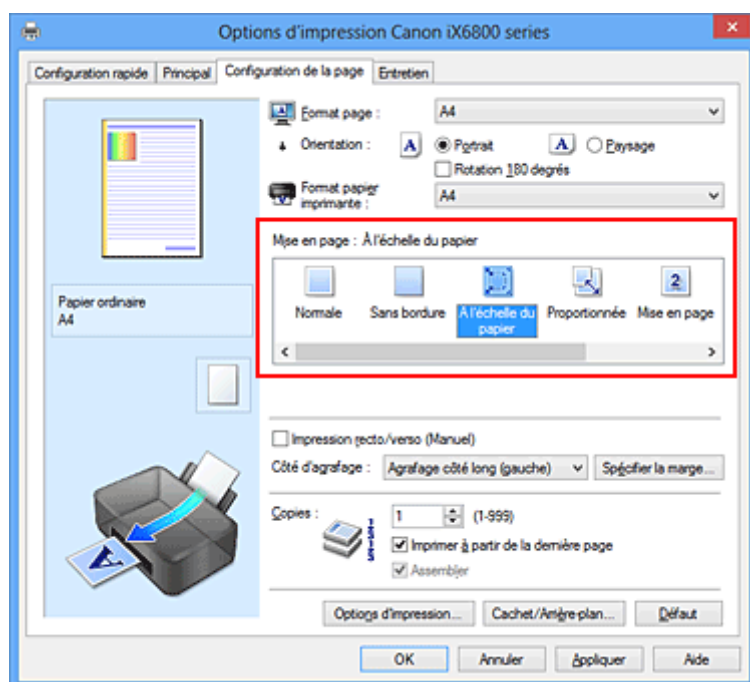 Options d'impression Canon iX6800 series
x
Configuration rapide Principal Configuration de la page Entretien
Format page : A4
Orientation : A Portrait A Paysage
Rotation 180 degrés
Format papier
imprimante : A4
Mise en page : À l'échelle du papier
2
Normale Sans bordure À l'échelle du Proportionnée Mise en page
papier
Papier ordinaire
A4
Impression recto/verso (Manuel)
Côté d'agrafage : Agrafage côté long (gauche) Spécifier la marge...
Copies : 1 (1-999)
Imprimer à partir de la dernière page
Assembler
A
Options d'impression... Cachet/Arrière-plan... Défaut
OK Annuler Appliquer Aide